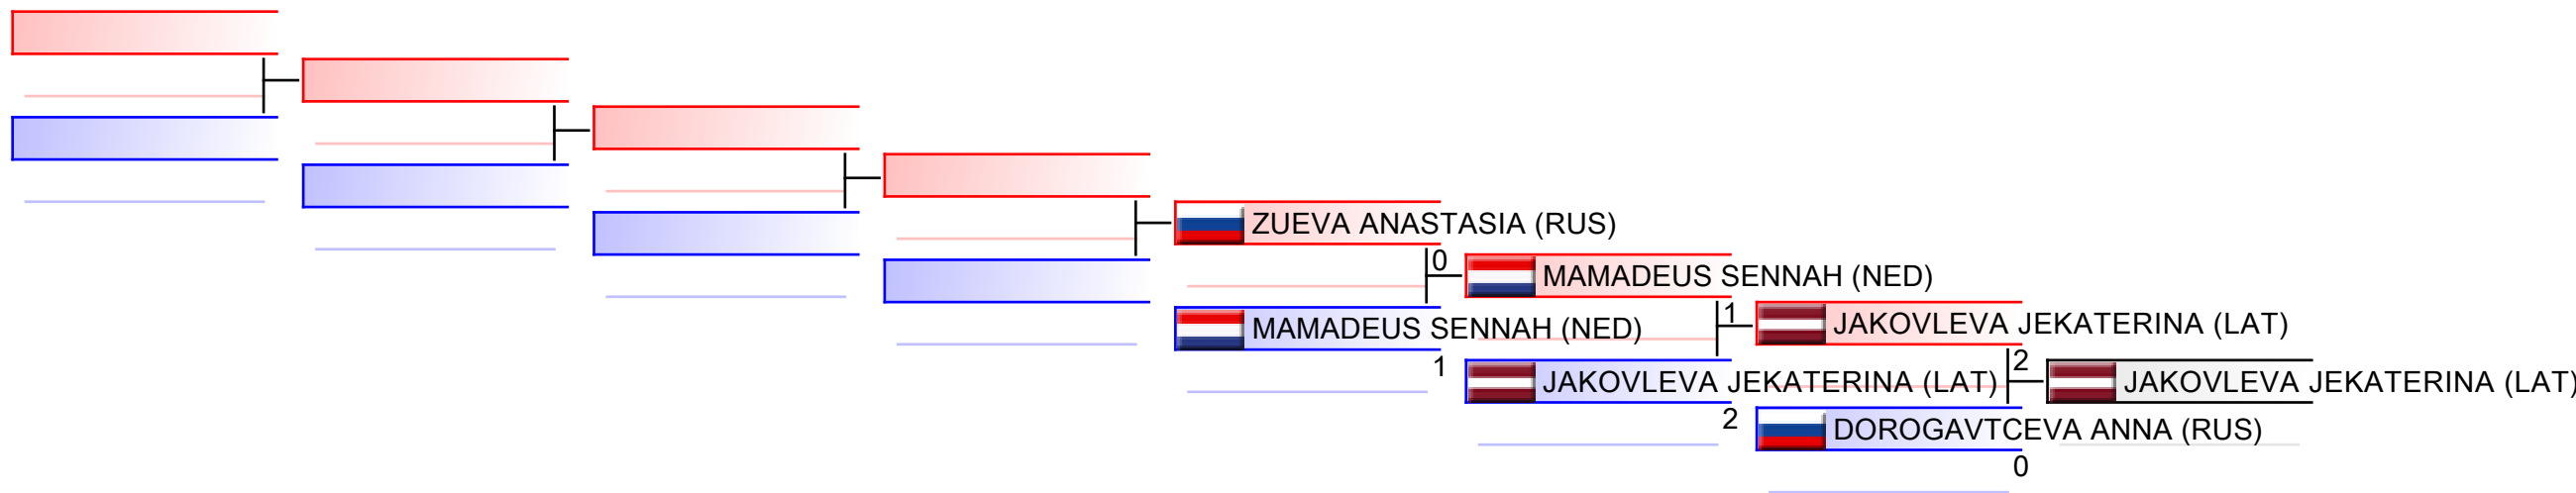 ZUEVA ANASTASIA (RUS)
0
MAMADEUS SENNAH (NED)
MAMADEUS SENNAH (NED)
1
1
JAKOVLEVA JEKATERINA (LAT)
JAKOVLEVA JEKATERINA (LAT)
2
2
JAKOVLEVA JEKATERINA (LAT)
DOROGAVTCEVA ANNA (RUS)
0